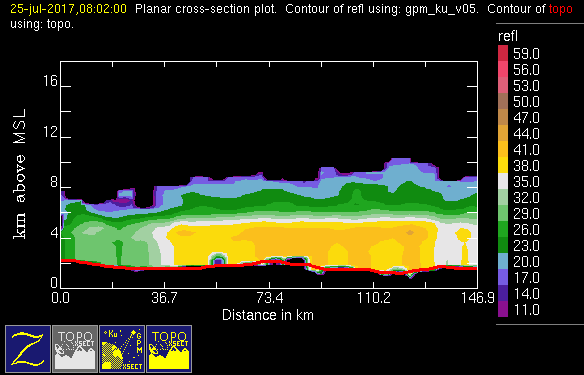 25-jul-2017,08:02:00 Planar cross-section plot. Contour of refl using: gpm_ku_v05. Contour of topo
using: topo.
refl
59.0
56.0
53.0
50.0
47.0
44.0
41.0
38.0
35.0
32.0
29.0
26.0
23.0
20.0
17.0
14.0
11.0
km above MSL
16
12
8
4
0
0.0 36.7 73.4 110.2 146.9
Distance in km
Z
TOPO
XSECT
"Ku"
GPM
XSECT
TOPO
XSECT